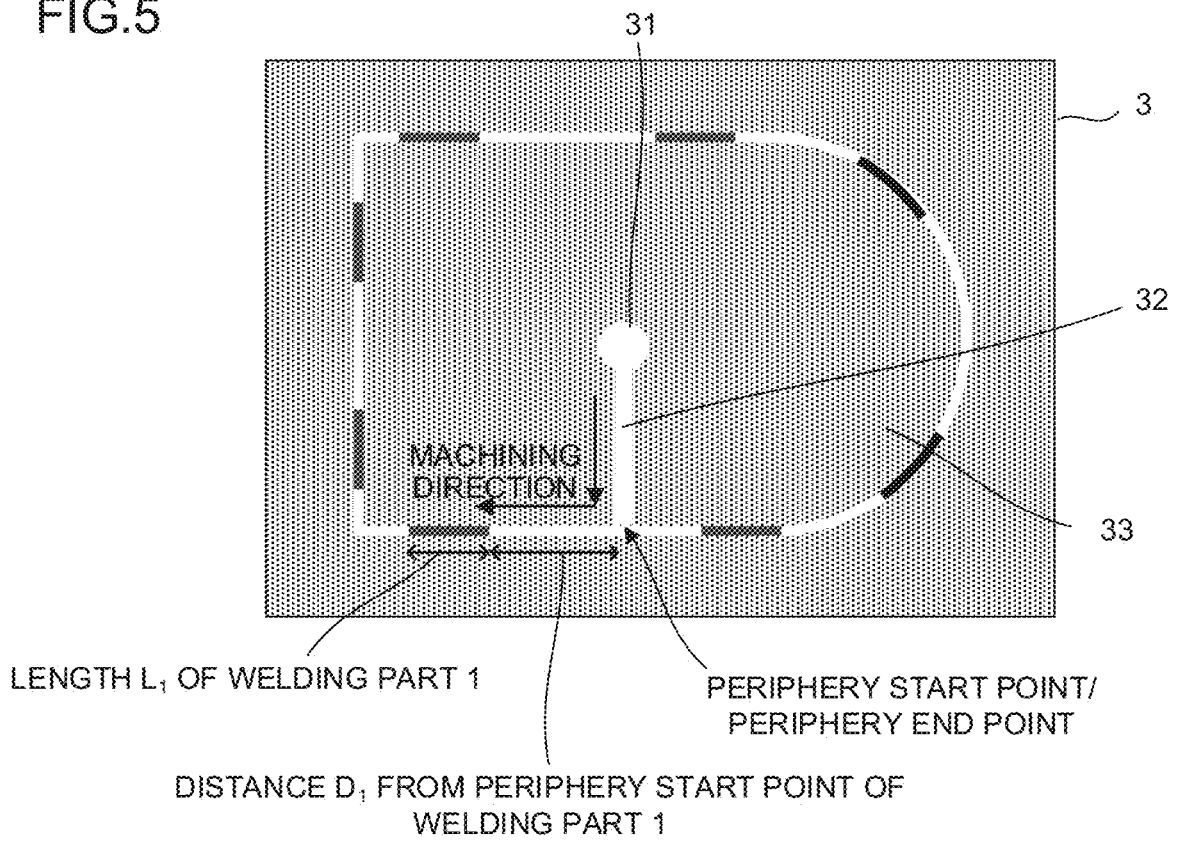 FIG.5
31
3
32
MACHINING
DIRECTION
33
LENGTH L₁ OF WELDING PART 1
PERIPHERY START POINT/
PERIPHERY END POINT
DISTANCE D₁ FROM PERIPHERY START POINT OF
WELDING PART 1